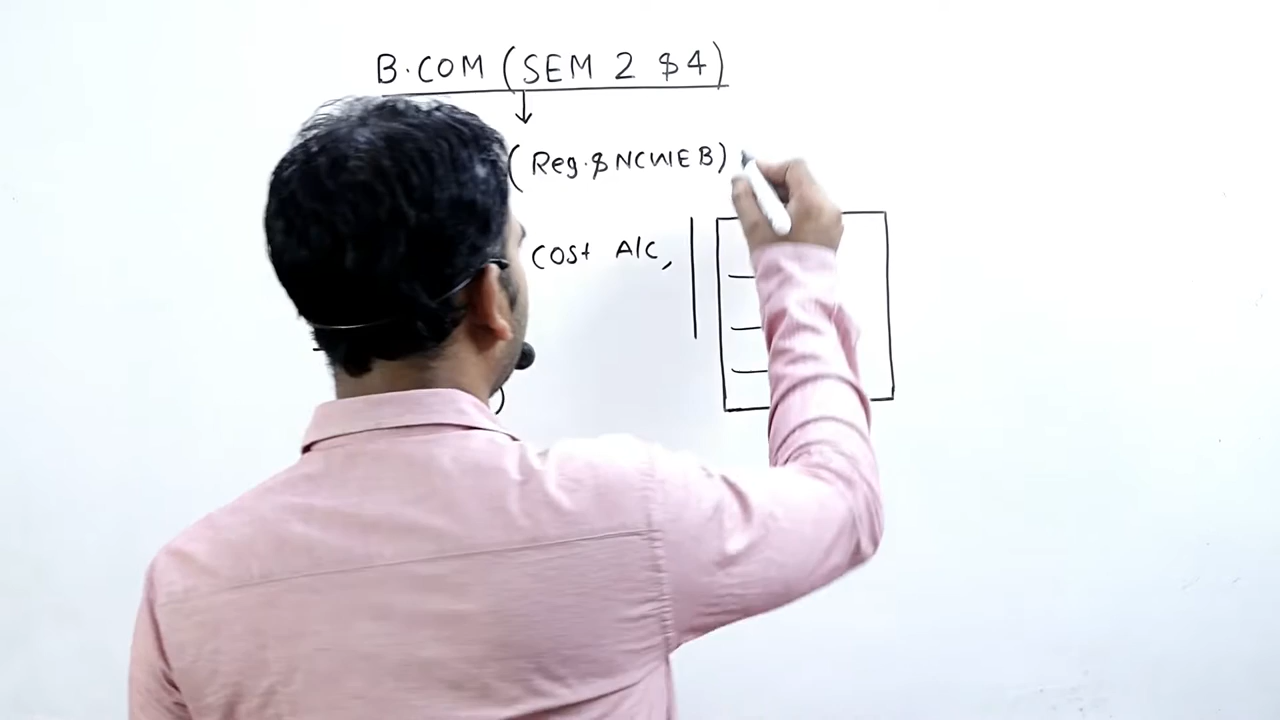 B.COM (SEM 2 $ 4)
(Reg. $ NCWEB)
Cost A/c,